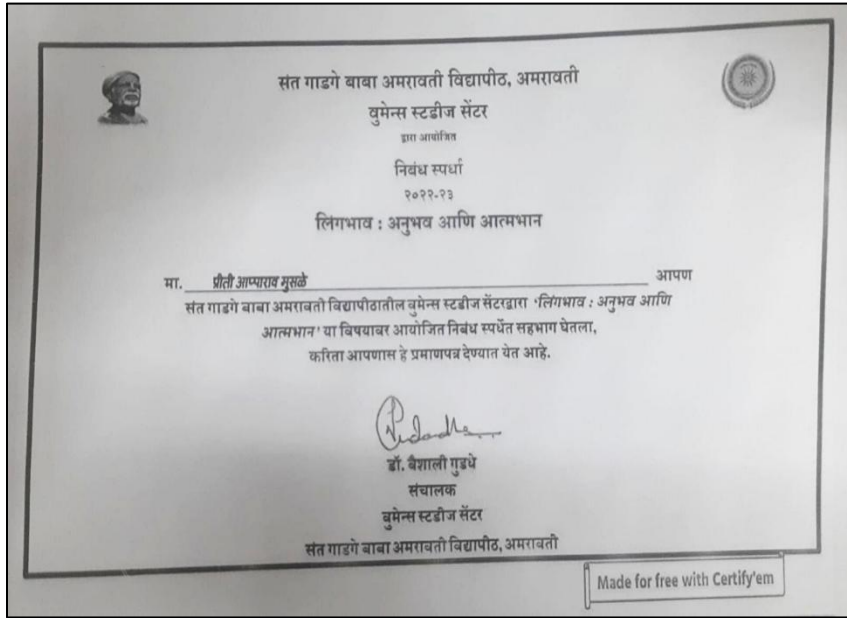 संत गाडगे बाबा अमरावती विद्यापीठ, अमरावती
वुमेन्स स्टडीज सेंटर
द्वारा आयोजित
निबंध स्पर्धा
२०२२-२३
लिंगभाव : अनुभव आणि आत्मभान
मा. प्रीती आप्पाराव मुसळे आपण
संत गाडगे बाबा अमरावती विद्यापीठातील वुमेन्स स्टडीज सेंटरद्वारा 'लिंगभाव : अनुभव आणि
आत्मभान' या विषयावर आयोजित निबंध स्पर्धेत सहभाग घेतला,
करिता आपणास हे प्रमाणपत्र देण्यात येत आहे.
डॉ. वैशाली गुडधे
संचालक
वुमेन्स स्टडीज सेंटर
संत गाडगे बाबा अमरावती विद्यापीठ, अमरावती
Made for free with Certify'em